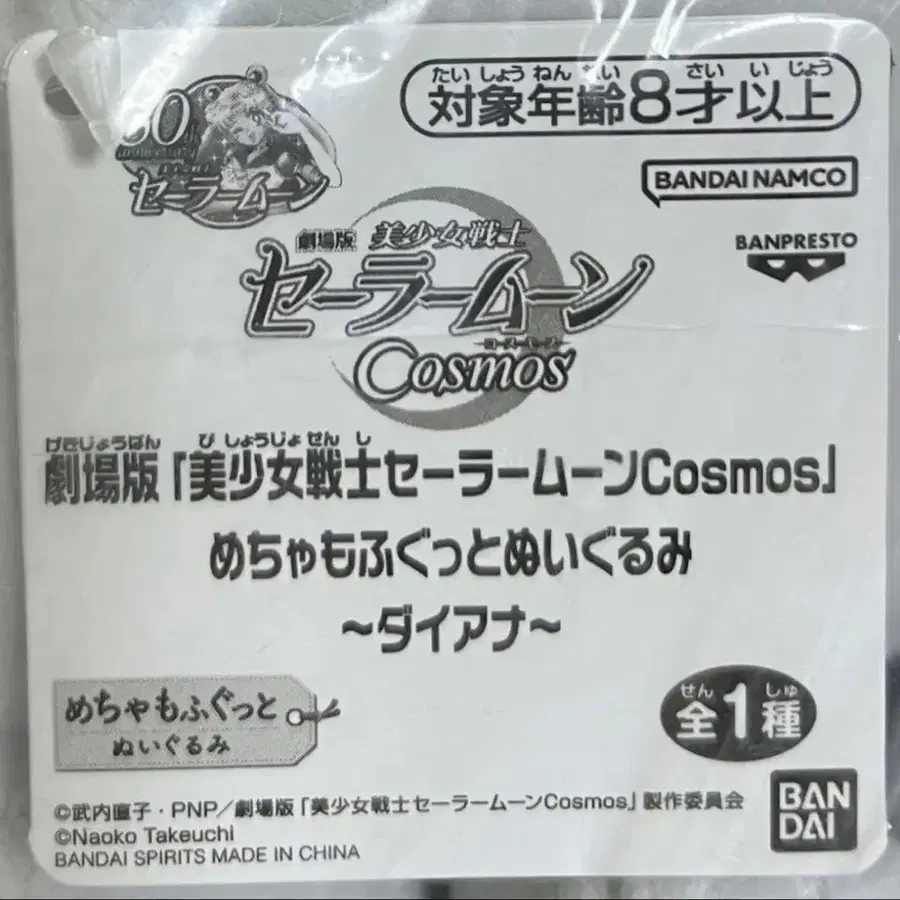 たいしょうねんれい さいいじょう
対象年齢8才以上
30th
anniversary
セーラームーン
BANDAI NAMCO
BANPRESTO
劇場版 美少女戦士
セーラームーン
コスモス
Cosmos
げきじょうばん びしょうじょせんし
劇場版「美少女戦士セーラームーンCosmos」
めちゃもふぐっとぬいぐるみ
~ダイアナ~
めちゃもふぐっと
ぬいぐるみ
ぜん しゅ
全1種
©武内直子・PNP/劇場版「美少女戦士セーラームーンCosmos」製作委員会
©Naoko Takeuchi
BANDAI SPIRITS MADE IN CHINA
BAN
DAI